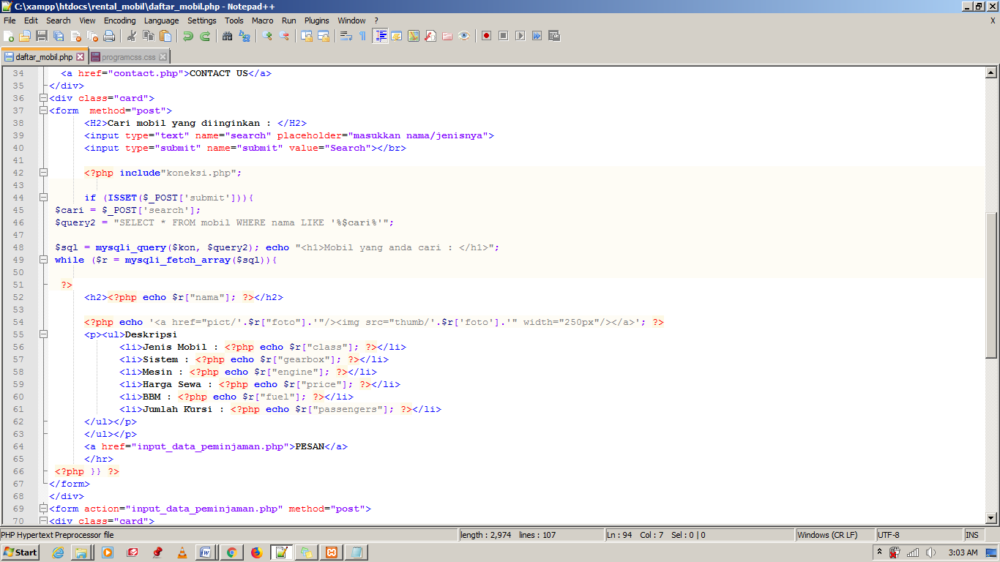 C:\xampp\htdocs\rental_mobil\daftar_mobil.php - Notepad++
File Edit Search View Encoding Language Settings Tools Macro Run Plugins Window ? X
daftar_mobil.php programcss.css
34 <a href="contact.php">CONTACT US</a>
35 </div>
36 <div class="card">
37 <form  method="post">
38 <H2>Cari mobil yang diinginkan : </H2>
39 <input type="text" name="search" placeholder="masukkan nama/jenisnya">
40 <input type="submit" name="submit" value="Search"></br>
41
42 <?php include"koneksi.php";
43
44 if (ISSET($_POST['submit'])){
45 $cari = $_POST['search'];
46 $query2 = "SELECT * FROM mobil WHERE nama LIKE '%$cari%'";
47
48 $sql = mysqli_query($kon, $query2); echo "<h1>Mobil yang anda cari : </h1>";
49 while ($r = mysqli_fetch_array($sql)){
50
51 ?>
52 <h2><?php echo $r["nama"]; ?></h2>
53
54 <?php echo '<a href="pict/'.$r["foto"].'"/><img src="thumb/'.$r['foto'].'" width="250px"/></a>'; ?>
55 <p><ul>Deskripsi
56 <li>Jenis Mobil : <?php echo $r["class"]; ?></li>
57 <li>Sistem : <?php echo $r["gearbox"]; ?></li>
58 <li>Mesin : <?php echo $r["engine"]; ?></li>
59 <li>Harga Sewa : <?php echo $r["price"]; ?></li>
60 <li>BBM : <?php echo $r["fuel"]; ?></li>
61 <li>Jumlah Kursi : <?php echo $r["passengers"]; ?></li>
62 </ul></p>
63 </ul></p>
64 <a href="input_data_peminjaman.php">PESAN</a>
65 </hr>
66 <?php }} ?>
67 </form>
68 </div>
69 <form action="input_data_peminjaman.php" method="post">
70 <div class="card">
PHP Hypertext Preprocessor file length : 2,974 lines : 107 Ln : 94 Col : 7 Sel : 0 | 0 Windows (CR LF) UTF-8 INS
Start 3:03 AM